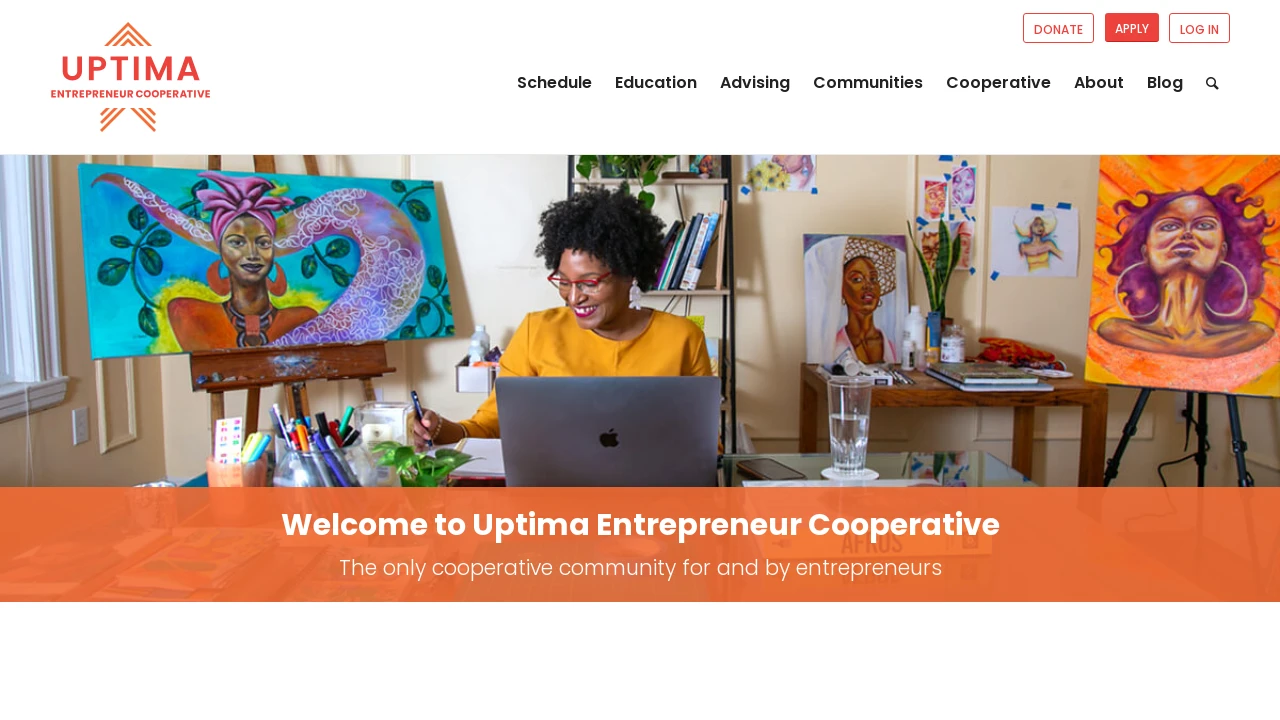 DONATE
APPLY
LOG IN
UPTIMA
ENTREPRENEUR COOPERATIVE
Schedule
Education
Advising
Communities
Cooperative
About
Blog
Welcome to Uptima Entrepreneur Cooperative
The only cooperative community for and by entrepreneurs
AFROS